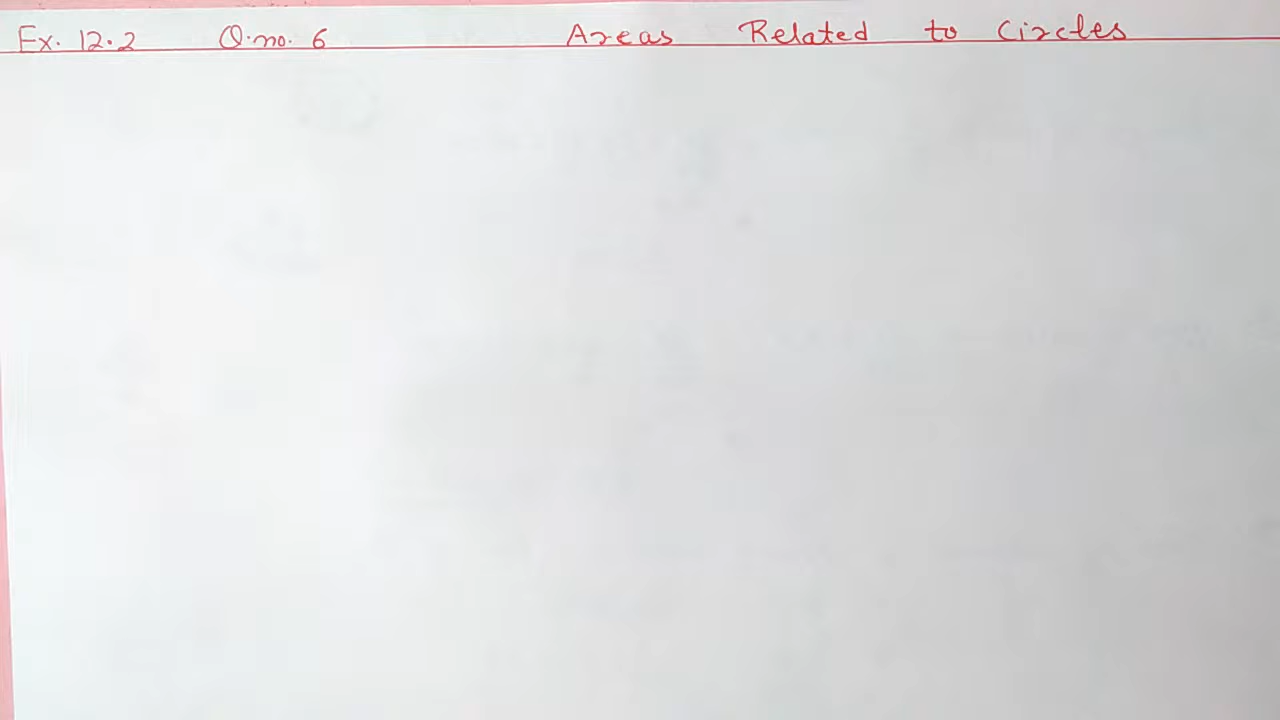 Ex. 12.2 Q.no. 6 Areas Related to Circles